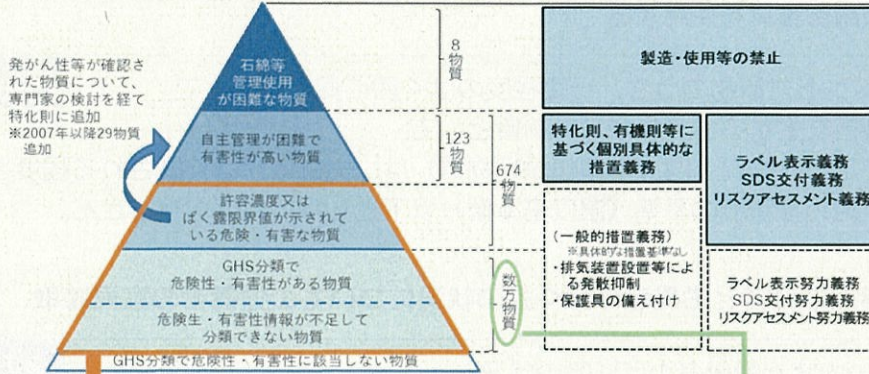 発がん性等が確認さ
れた物質について、
専門家の検討を経て
特化則に追加
※2007年以降29物質
追加
石綿等
管理使用
が困難な物質
自主管理が困難で
有害性が高い物質
許容濃度又は
ばく露限界値が示されて
いる危険・有害な物質
GHS分類で
危険性・有害性がある物質
危険生・有害性情報が不足して
分類できない物質
GHS分類で危険性・有害性に該当しない物質
8
物質
123
物質
674
物質
数万物質
製造・使用等の禁止
特化則、有機則等に
基づく個別具体的な
措置義務
(一般的措置義務)
※具体的な措置基準なし
・排気装置設置等によ
る発散抑制
・保護具の備え付け
ラベル表示義務
SDS交付義務
リスクアセスメント義務
ラベル表示努力義務
SDS交付努力義務
リスクアセスメント努力義務